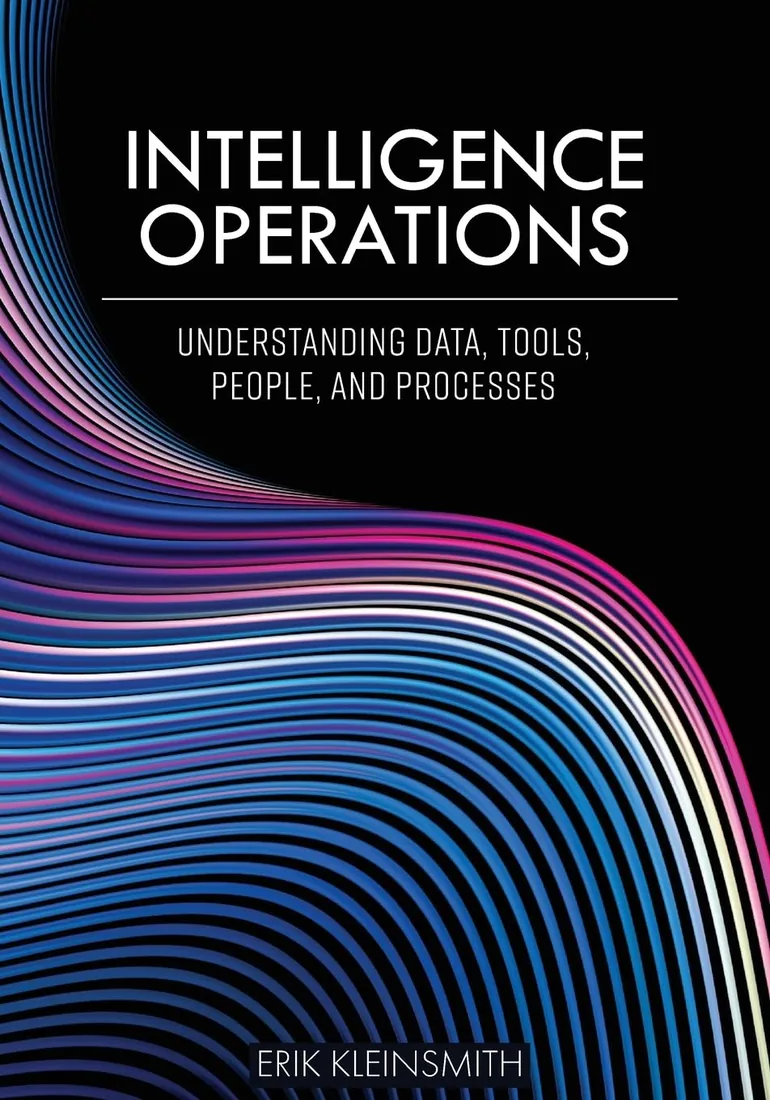 INTELLIGENCE
OPERATIONS
UNDERSTANDING DATA, TOOLS,
PEOPLE, AND PROCESSES
ERIK KLEINSMITH